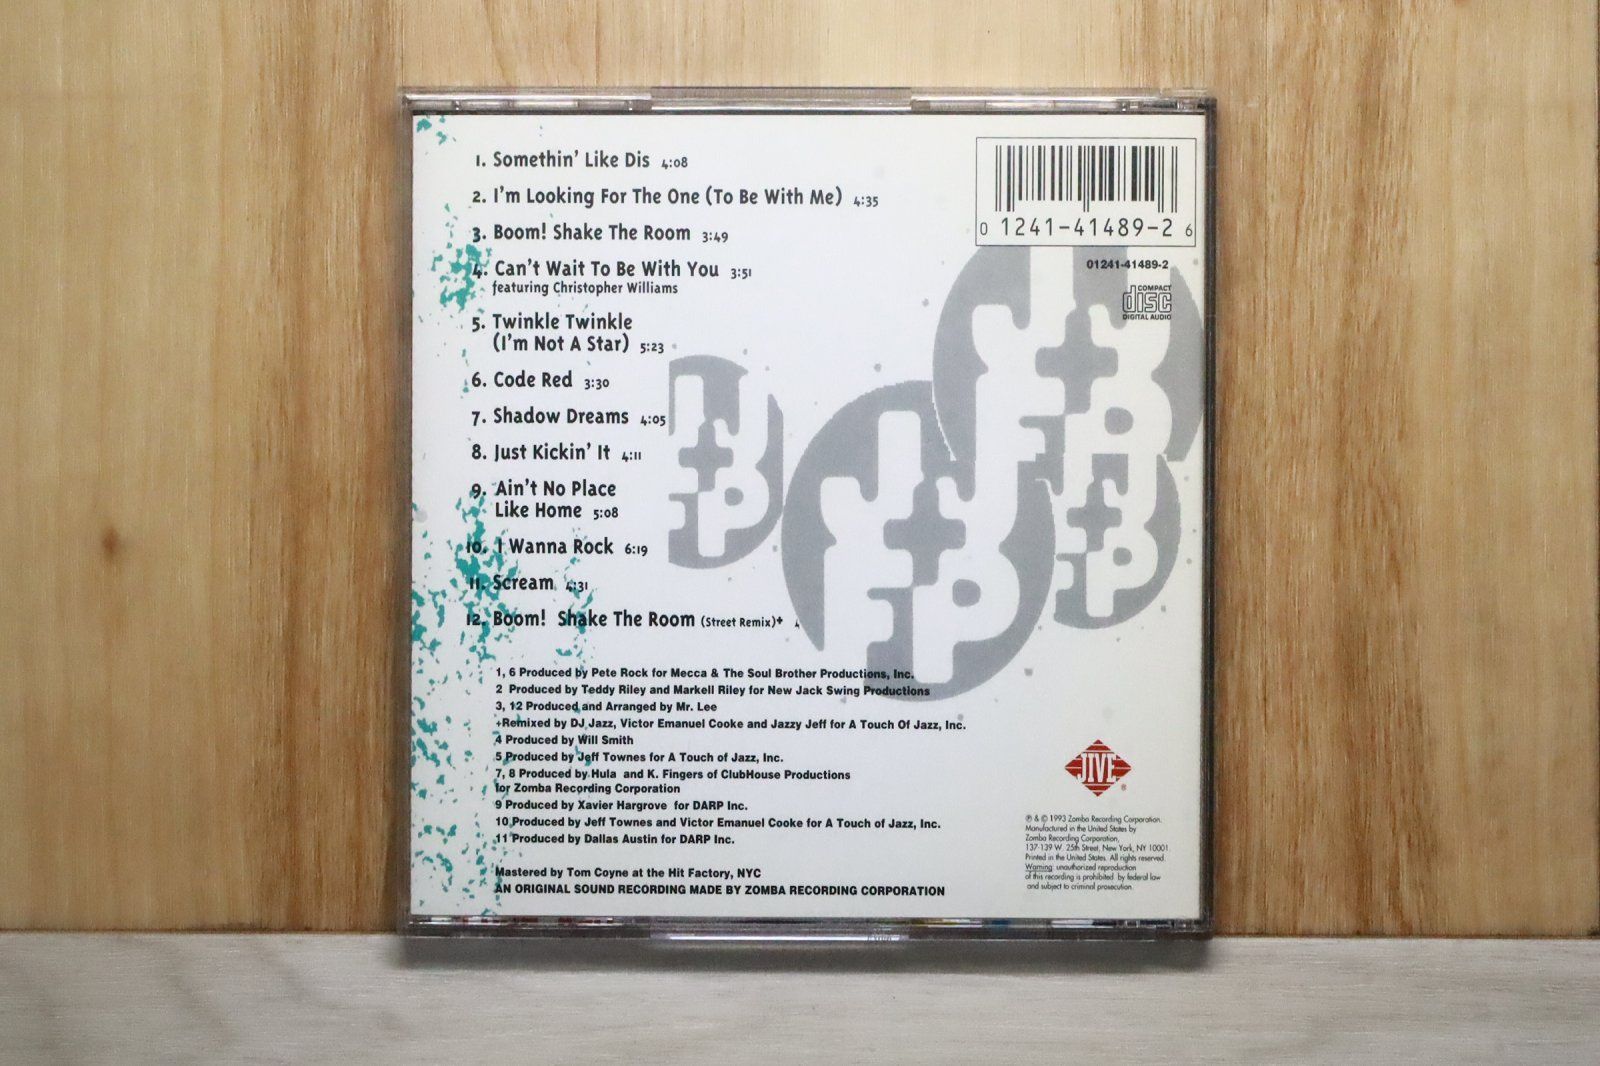 1. Somethin' Like Dis 4:08
2. I'm Looking For The One (To Be With Me) 4:35
3. Boom! Shake The Room 3:49
4. Can't Wait To Be With You 3:51
featuring Christopher Williams
5. Twinkle Twinkle
(I'm Not A Star) 5:23
6. Code Red 3:30
7. Shadow Dreams 4:05
8. Just Kickin' It 4:11
9. Ain't No Place
Like Home 5:08
10. I Wanna Rock 6:19
11. Scream 4:31
12. Boom! Shake The Room (Street Remix)+
1, 6 Produced by Pete Rock for Mecca & The Soul Brother Productions, Inc.
2 Produced by Teddy Riley and Markell Riley for New Jack Swing Productions
3, 12 Produced and Arranged by Mr. Lee
+Remixed by DJ Jazz, Victor Emanuel Cooke and Jazzy Jeff for A Touch Of Jazz, Inc.
4 Produced by Will Smith
5 Produced by Jeff Townes for A Touch of Jazz, Inc.
7, 8 Produced by Hula and K. Fingers of ClubHouse Productions
for Zomba Recording Corporation
9 Produced by Xavier Hargrove for DARP Inc.
10 Produced by Jeff Townes and Victor Emanuel Cooke for A Touch of Jazz, Inc.
11 Produced by Dallas Austin for DARP Inc.
Mastered by Tom Coyne at the Hit Factory, NYC
AN ORIGINAL SOUND RECORDING MADE BY ZOMBA RECORDING CORPORATION
0 1241-41489-2 6
01241-41489-2
COMPACT
disc
DIGITAL AUDIO
JJ+FP
JJ+FP
JJ+FP
JJ+FP
JIVE ®
℗ & © 1993 Zomba Recording Corporation.
Manufactured in the United States by
Zomba Recording Corporation,
137-139 W. 25th Street, New York, NY 10001
Printed in the United States. All rights reserved.
Warning: unauthorized reproduction
of this recording is prohibited by federal law
and subject to criminal prosecution.